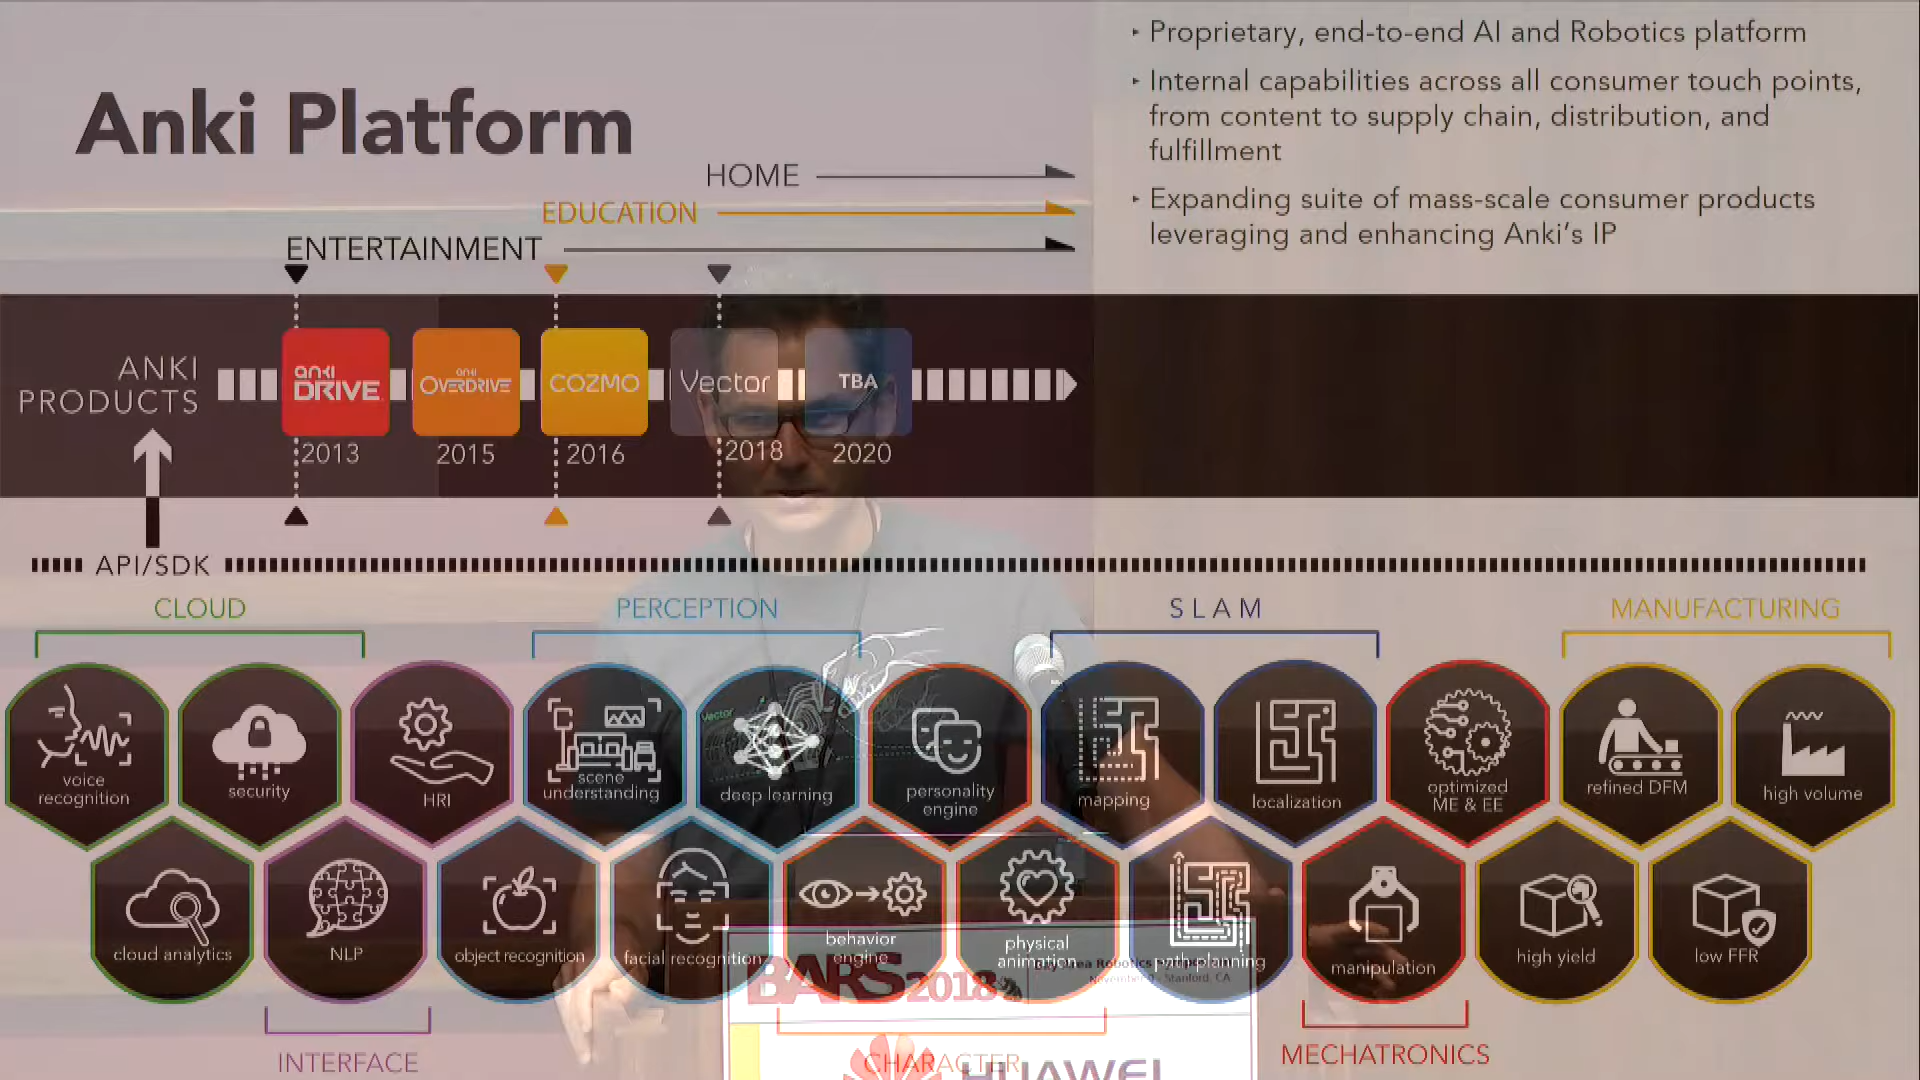 Anki Platform
▸ Proprietary, end-to-end AI and Robotics platform
▸ Internal capabilities across all consumer touch points,
from content to supply chain, distribution, and
fulfillment
▸ Expanding suite of mass-scale consumer products
leveraging and enhancing Anki's IP
HOME
EDUCATION
ENTERTAINMENT
ANKI
PRODUCTS
anki
DRIVE
anki
OVERDRIVE
COZMO
Vector
TBA
2013
2015
2016
2018
2020
API/SDK
CLOUD
PERCEPTION
SLAM
MANUFACTURING
voice
recognition
security
HRI
scene
understanding
Vector
deep learning
personality
engine
mapping
localization
optimized
ME & EE
refined DFM
high volume
cloud analytics
NLP
object recognition
facial recognition
behavior
engine
physical
animation
path planning
manipulation
high yield
low FFR
BARS 2018
Stanford, CA
INTERFACE
CHARACTER
MECHATRONICS
HUAWEI